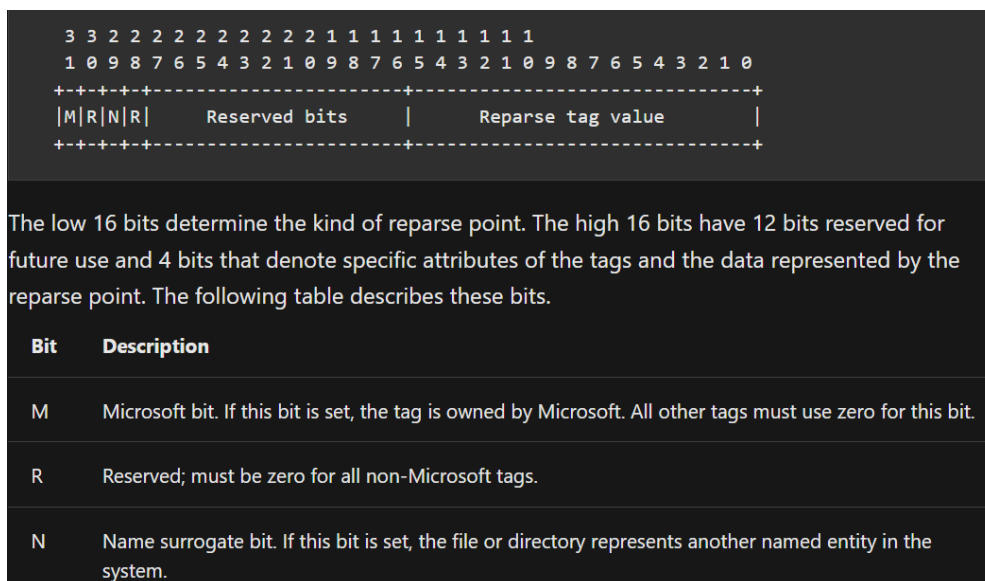 3 3 2 2 2 2 2 2 2 2 2 2 1 1 1 1 1 1 1 1 1 1
1 0 9 8 7 6 5 4 3 2 1 0 9 8 7 6 5 4 3 2 1 0 9 8 7 6 5 4 3 2 1 0
+-+-+-+-+-----------------------+-------------------------------+
|M|R|N|R|     Reserved bits     |      Reparse tag value        |
+-+-+-+-+-----------------------+-------------------------------+
The low 16 bits determine the kind of reparse point. The high 16 bits have 12 bits reserved for
future use and 4 bits that denote specific attributes of the tags and the data represented by the
reparse point. The following table describes these bits.
Bit Description
M Microsoft bit. If this bit is set, the tag is owned by Microsoft. All other tags must use zero for this bit.
R Reserved; must be zero for all non-Microsoft tags.
N Name surrogate bit. If this bit is set, the file or directory represents another named entity in the
system.